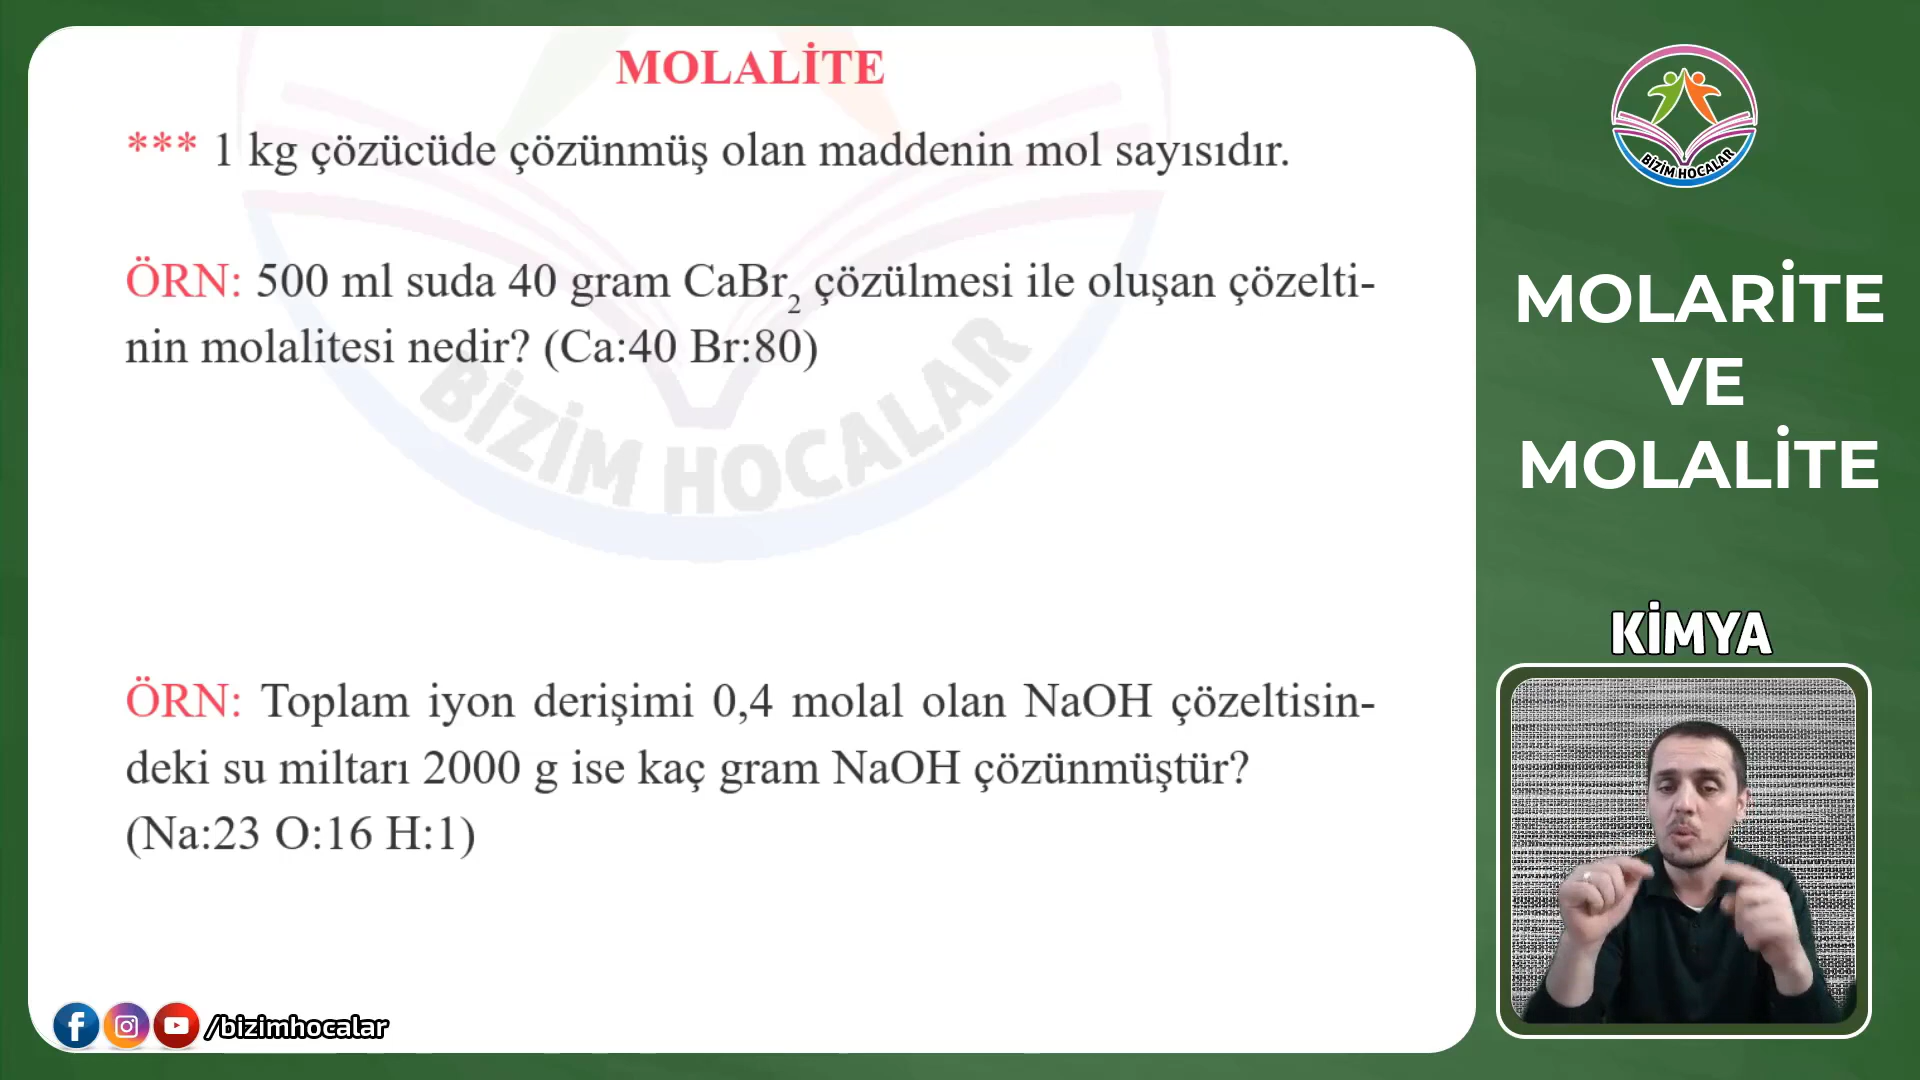 MOLALİTE
*** 1 kg çözücüde çözünmüş olan maddenin mol sayısıdır.
ÖRN: 500 ml suda 40 gram CaBr₂ çözülmesi ile oluşan çözelti-
nin molalitesi nedir? (Ca:40 Br:80)
BİZİM HOCALAR
ÖRN: Toplam iyon derişimi 0,4 molal olan NaOH çözeltisin-
deki su miltarı 2000 g ise kaç gram NaOH çözünmüştür?
(Na:23 O:16 H:1)
/bizimhocalar
BİZİM HOCALAR
MOLARİTE
VE
MOLALİTE
KİMYA